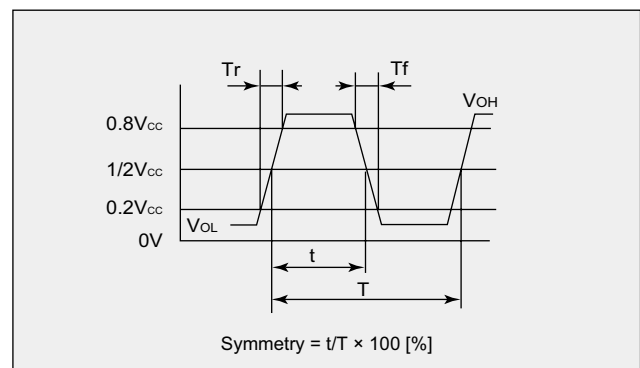 Tr
Tf
VOH
0.8Vcc
1/2Vcc
0.2Vcc
VOL
0V
t
T
Symmetry = t/T × 100 [%]